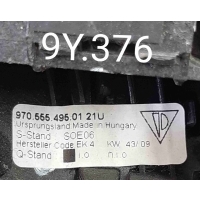 9Y.376
970.555.495.01 21U
Ursprungsland Made in Hungary
S-Stand SOE06
Hersteller Code EK 4 KW 43/09
Q-Stand 1.0 П I.0